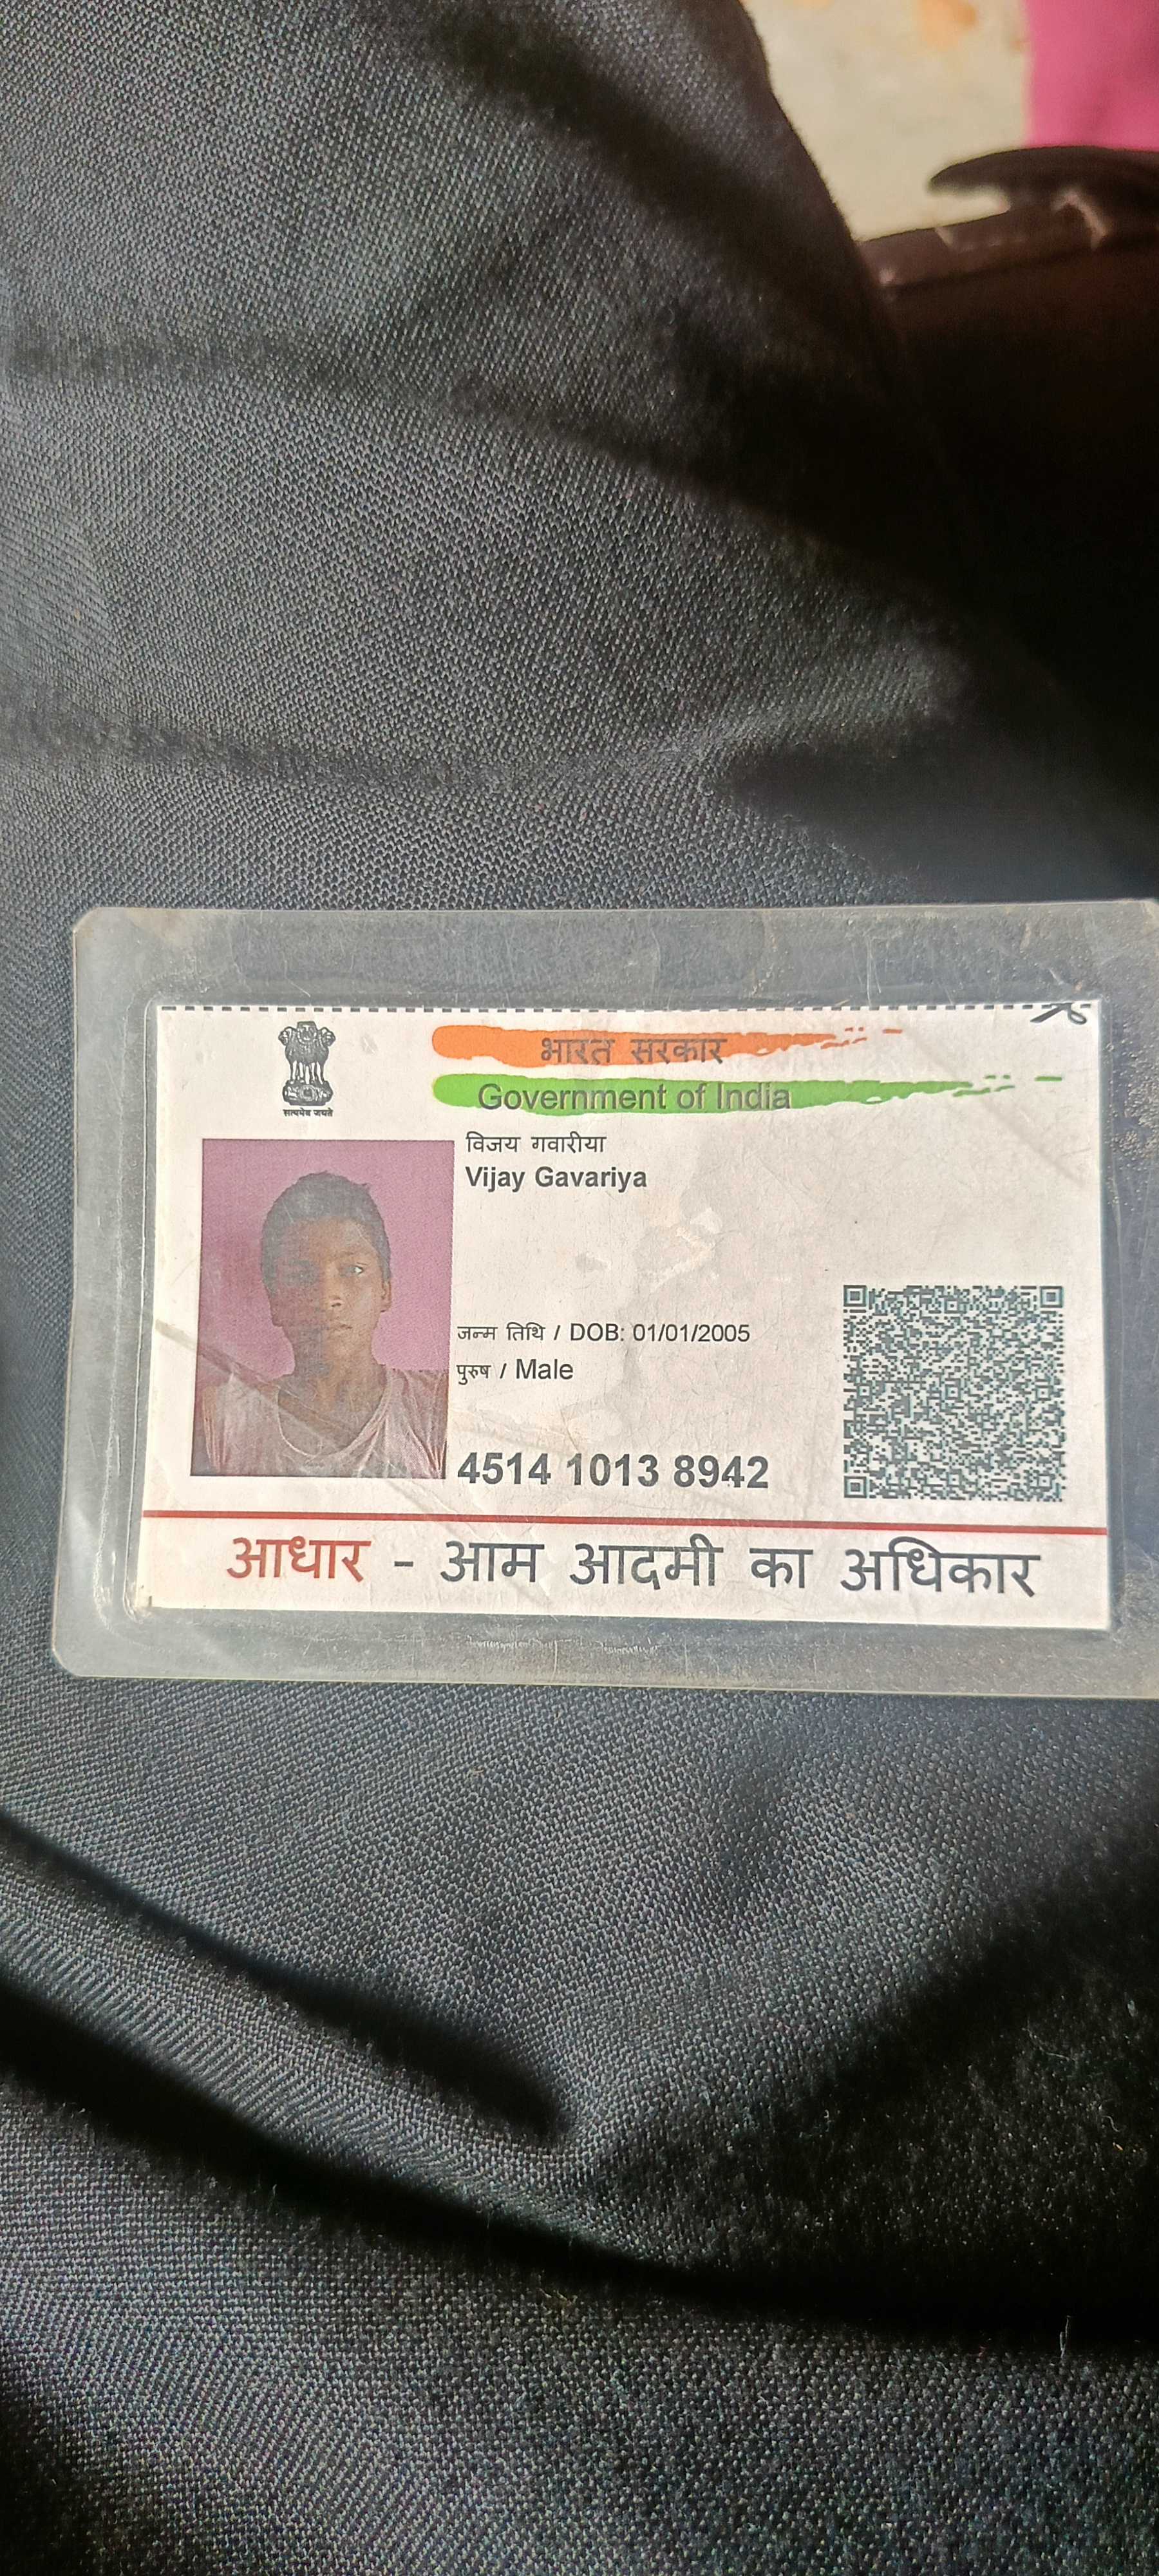 भारत सरकार
Government of India
सत्यमेव जयते
विजय गवारीया
Vijay Gavariya
जन्म तिथि / DOB: 01/01/2005
पुरुष / Male
4514 1013 8942
आधार - आम आदमी का अधिकार